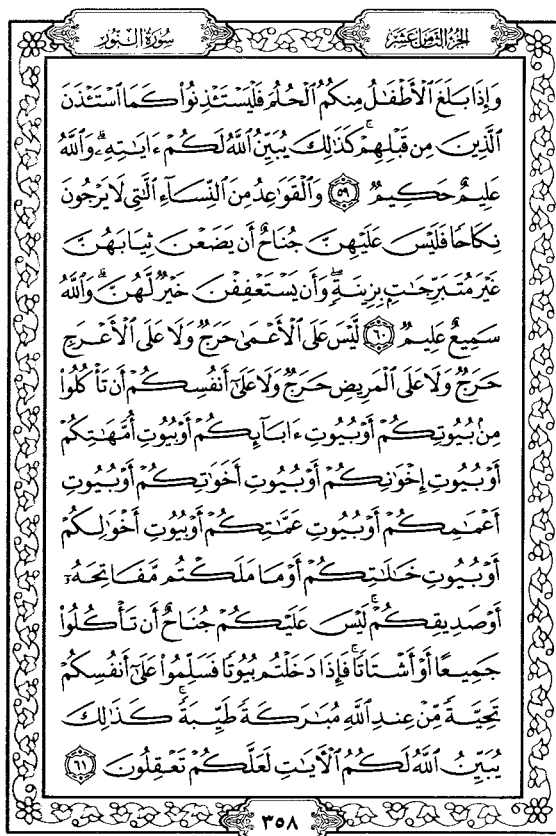 الجزء الثامن عشر
سورة النور
وَإِذَا بَلَغَ ٱلْأَطْفَٰلُ مِنكُمُ ٱلْحُلُمَ فَلْيَسْتَـْٔذِنُوا۟ كَمَا ٱسْتَـْٔذَنَ
ٱلَّذِينَ مِن قَبْلِهِمْ ۚ كَذَٰلِكَ يُبَيِّنُ ٱللَّهُ لَكُمْ ءَايَٰتِهِۦ ۗ وَٱللَّهُ
عَلِيمٌ حَكِيمٌ ٥٩ وَٱلْقَوَٰعِدُ مِنَ ٱلنِّسَآءِ ٱلَّٰتِى لَا يَرْجُونَ
نِكَاحًا فَلَيْسَ عَلَيْهِنَّ جُنَاحٌ أَن يَضَعْنَ ثِيَابَهُنَّ
غَيْرَ مُتَبَرِّجَٰتٍۭ بِزِينَةٍ ۖ وَأَن يَسْتَعْفِفْنَ خَيْرٌ لَّهُنَّ ۗ وَٱللَّهُ
سَمِيعٌ عَلِيمٌ ٦٠ لَّيْسَ عَلَى ٱلْأَعْمَىٰ حَرَجٌ وَلَا عَلَى ٱلْأَعْرَجِ
حَرَجٌ وَلَا عَلَى ٱلْمَرِيضِ حَرَجٌ وَلَا عَلَىٰٓ أَنفُسِكُمْ أَن تَأْكُلُوا۟
مِنۢ بُيُوتِكُمْ أَوْ بُيُوتِ ءَابَآئِكُمْ أَوْ بُيُوتِ أُمَّهَٰتِكُمْ
أَوْ بُيُوتِ إِخْوَٰنِكُمْ أَوْ بُيُوتِ أَخَوَٰتِكُمْ أَوْ بُيُوتِ
أَعْمَٰمِكُمْ أَوْ بُيُوتِ عَمَّٰتِكُمْ أَوْ بُيُوتِ أَخْوَٰلِكُمْ
أَوْ بُيُوتِ خَٰلَٰتِكُمْ أَوْ مَا مَلَكْتُم مَّفَاتِحَهُۥٓ
أَوْ صَدِيقِكُمْ ۚ لَيْسَ عَلَيْكُمْ جُنَاحٌ أَن تَأْكُلُوا۟
جَمِيعًا أَوْ أَشْتَاتًا ۚ فَإِذَا دَخَلْتُم بُيُوتًا فَسَلِّمُوا۟ عَلَىٰٓ أَنفُسِكُمْ
تَحِيَّةً مِّنْ عِندِ ٱللَّهِ مُبَٰرَكَةً طَيِّبَةً ۚ كَذَٰلِكَ
يُبَيِّنُ ٱللَّهُ لَكُمُ ٱلْءَايَٰتِ لَعَلَّكُمْ تَعْقِلُونَ ٦١
٣٥٨